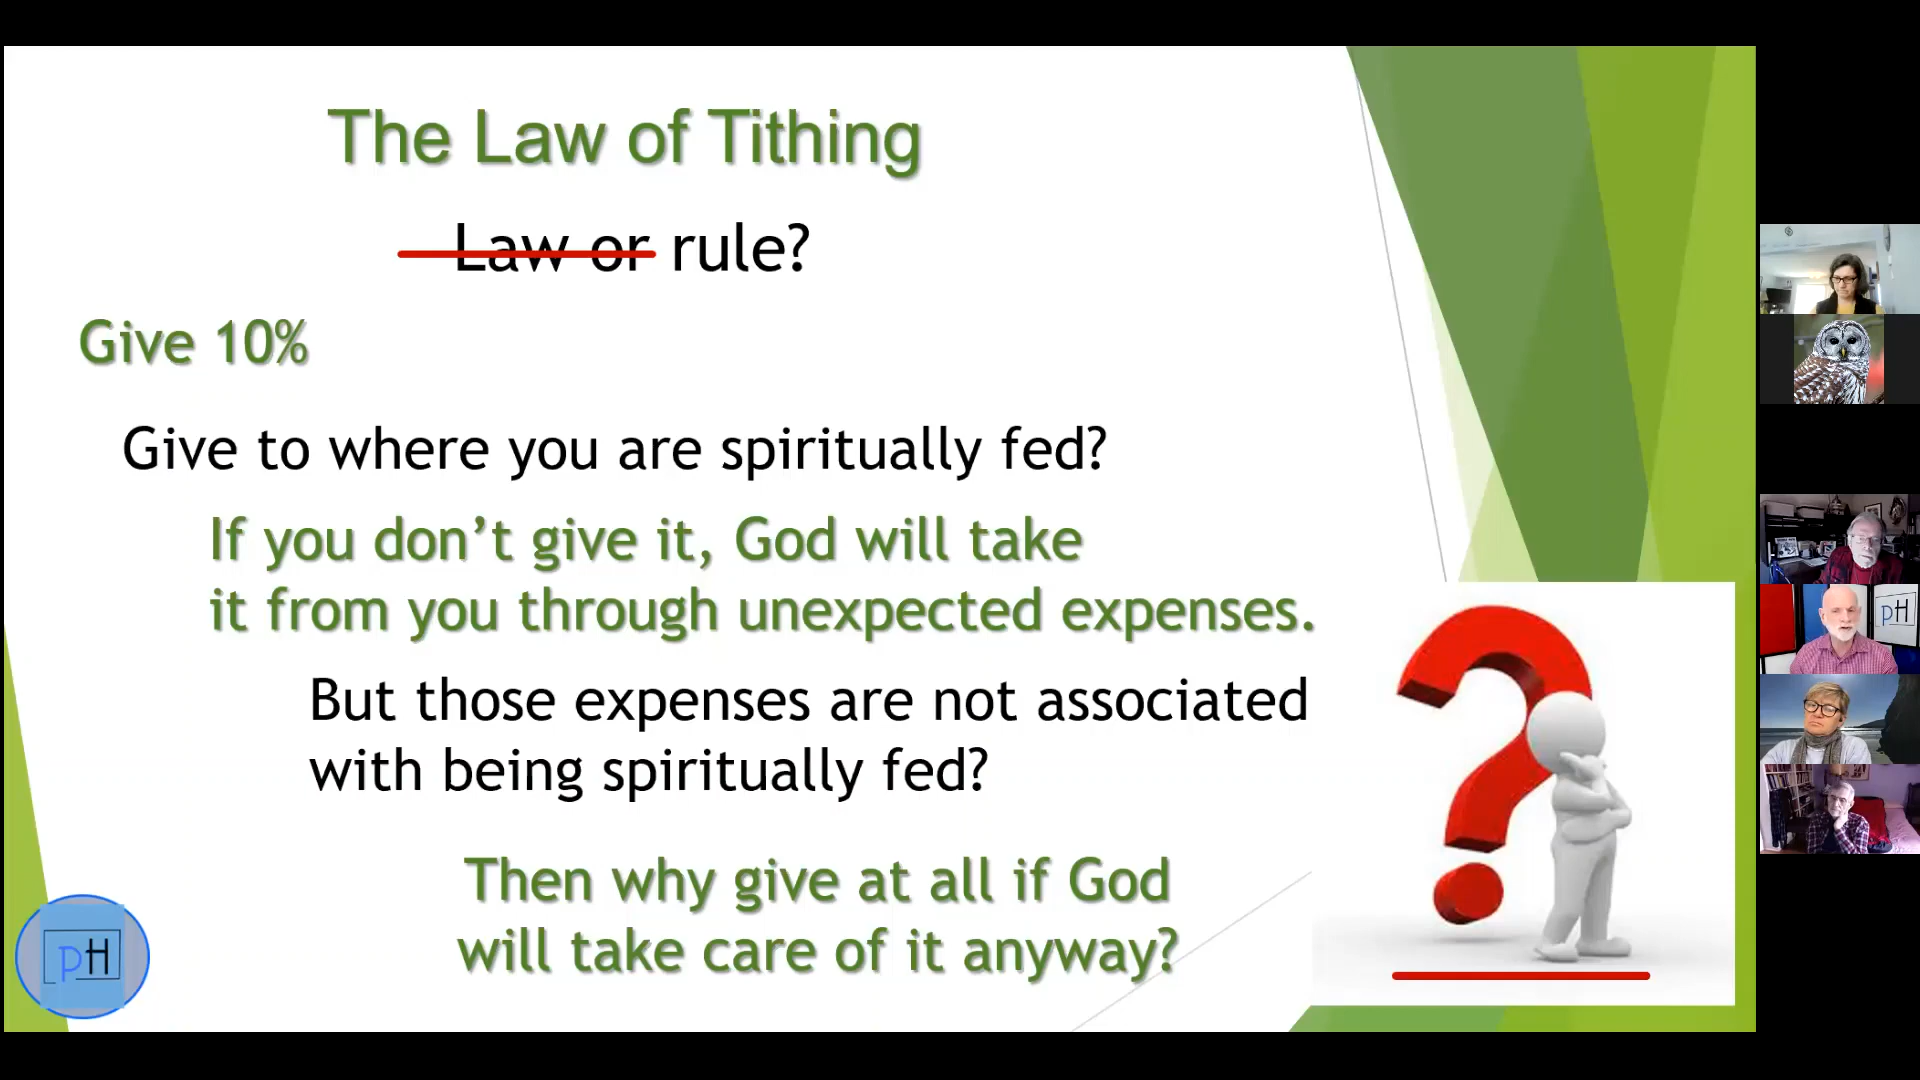 The Law of Tithing
Law or rule?
Give 10%
Give to where you are spiritually fed?
If you don’t give it, God will take
it from you through unexpected expenses.
But those expenses are not associated
with being spiritually fed?
Then why give at all if God
will take care of it anyway?
pH
pH